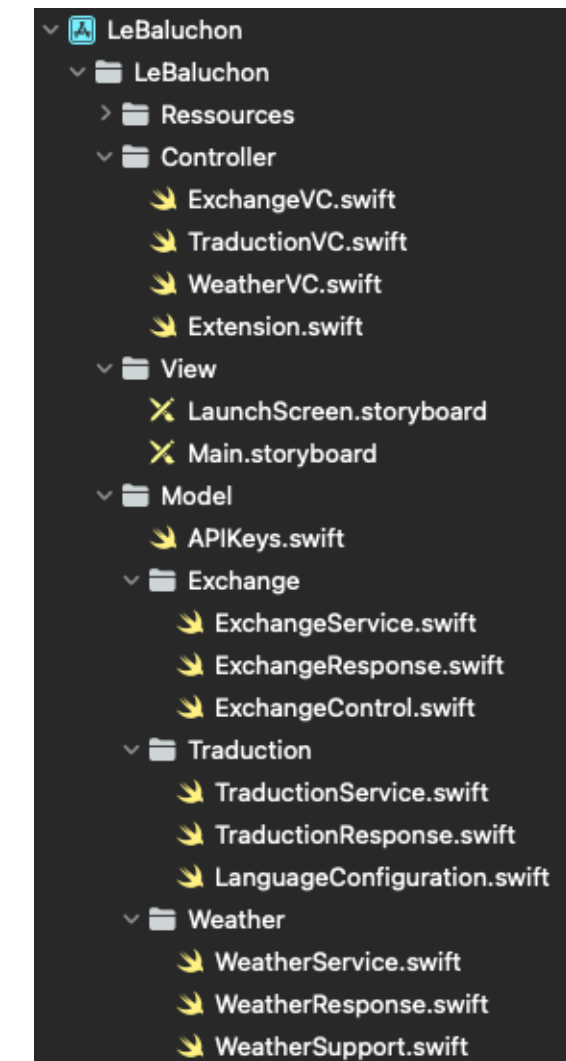 LeBaluchon
LeBaluchon
Ressources
Controller
ExchangeVC.swift
TraductionVC.swift
WeatherVC.swift
Extension.swift
View
LaunchScreen.storyboard
Main.storyboard
Model
APIKeys.swift
Exchange
ExchangeService.swift
ExchangeResponse.swift
ExchangeControl.swift
Traduction
TraductionService.swift
TraductionResponse.swift
LanguageConfiguration.swift
Weather
WeatherService.swift
WeatherResponse.swift
WeatherSupport.swift